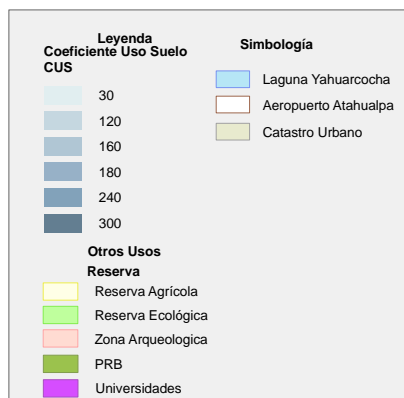 Leyenda
Coeficiente Uso Suelo
CUS
30
120
160
180
240
300
Otros Usos
Reserva
Reserva Agrícola
Reserva Ecológica
Zona Arqueologica
PRB
Universidades
Simbología
Laguna Yahuarcocha
Aeropuerto Atahualpa
Catastro Urbano